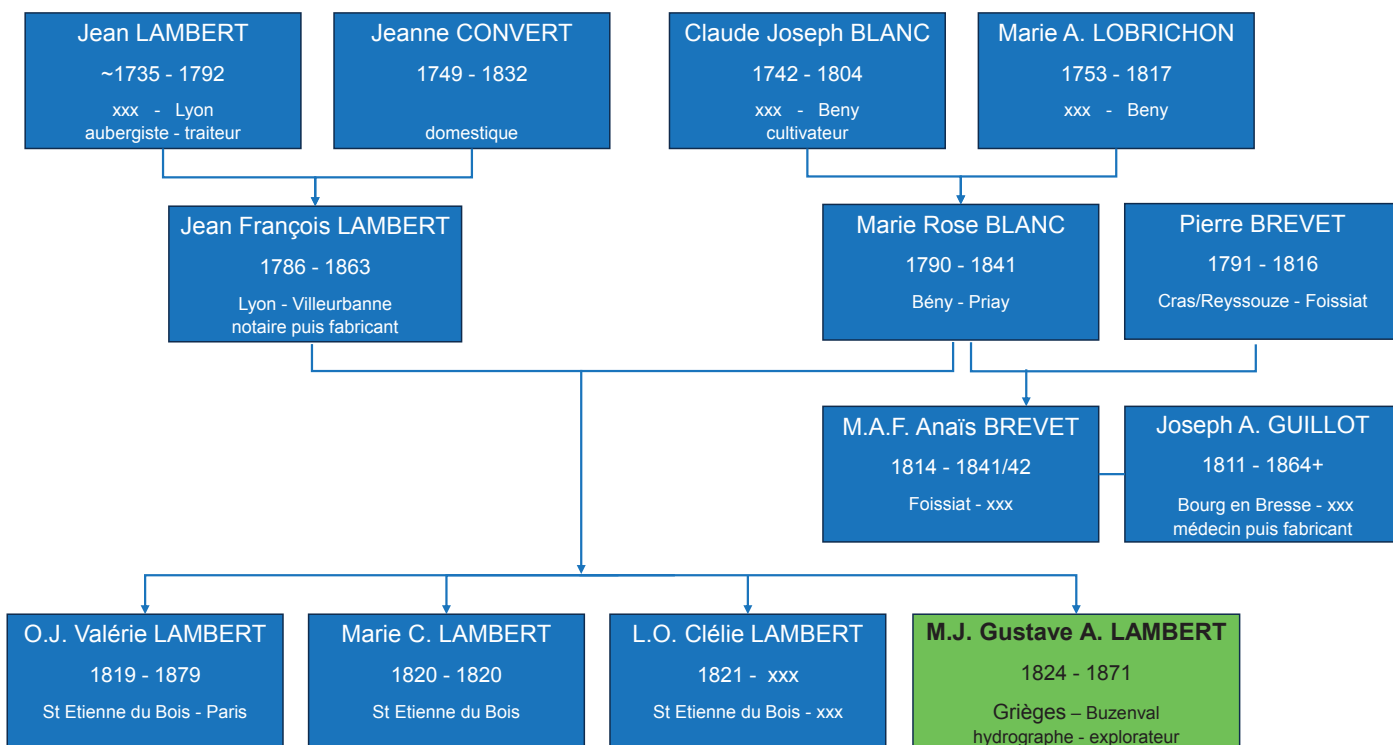 Jean LAMBERT
~1735 - 1792
xxx - Lyon
aubergiste - traiteur
Jeanne CONVERT
1749 - 1832
domestique
Claude Joseph BLANC
1742 - 1804
xxx - Beny
cultivateur
Marie A. LOBRICHON
1753 - 1817
xxx - Beny
Jean François LAMBERT
1786 - 1863
Lyon - Villeurbanne
notaire puis fabricant
Marie Rose BLANC
1790 - 1841
Bény - Priay
Pierre BREVET
1791 - 1816
Cras/Reyssouze - Foissiat
M.A.F. Anaïs BREVET
1814 - 1841/42
Foissiat - xxx
Joseph A. GUILLOT
1811 - 1864+
Bourg en Bresse - xxx
médecin puis fabricant
O.J. Valérie LAMBERT
1819 - 1879
St Etienne du Bois - Paris
Marie C. LAMBERT
1820 - 1820
St Etienne du Bois
L.O. Clélie LAMBERT
1821 - xxx
St Etienne du Bois - xxx
M.J. Gustave A. LAMBERT
1824 - 1871
Grièges – Buzenval
hydrographe - explorateur